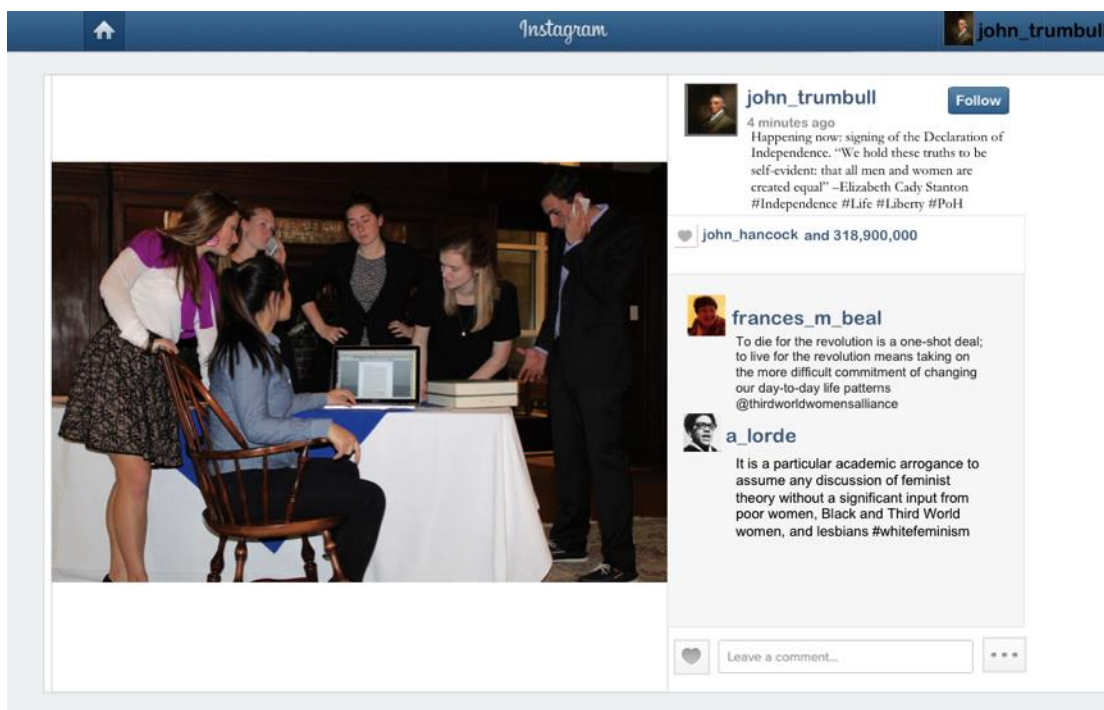 Instagram
john_trumbull
john_trumbull
Follow
4 minutes ago
Happening now: signing of the Declaration of
Independence. “We hold these truths to be
self-evident: that all men and women are
created equal” –Elizabeth Cady Stanton
#Independence #Life #Liberty #PoH
john_hancock and 318,900,000
frances_m_beal
To die for the revolution is a one-shot deal;
to live for the revolution means taking on
the more difficult commitment of changing
our day-to-day life patterns
@thirdworldwomensalliance
a_lorde
It is a particular academic arrogance to
assume any discussion of feminist
theory without a significant input from
poor women, Black and Third World
women, and lesbians #whitefeminism
Leave a comment...